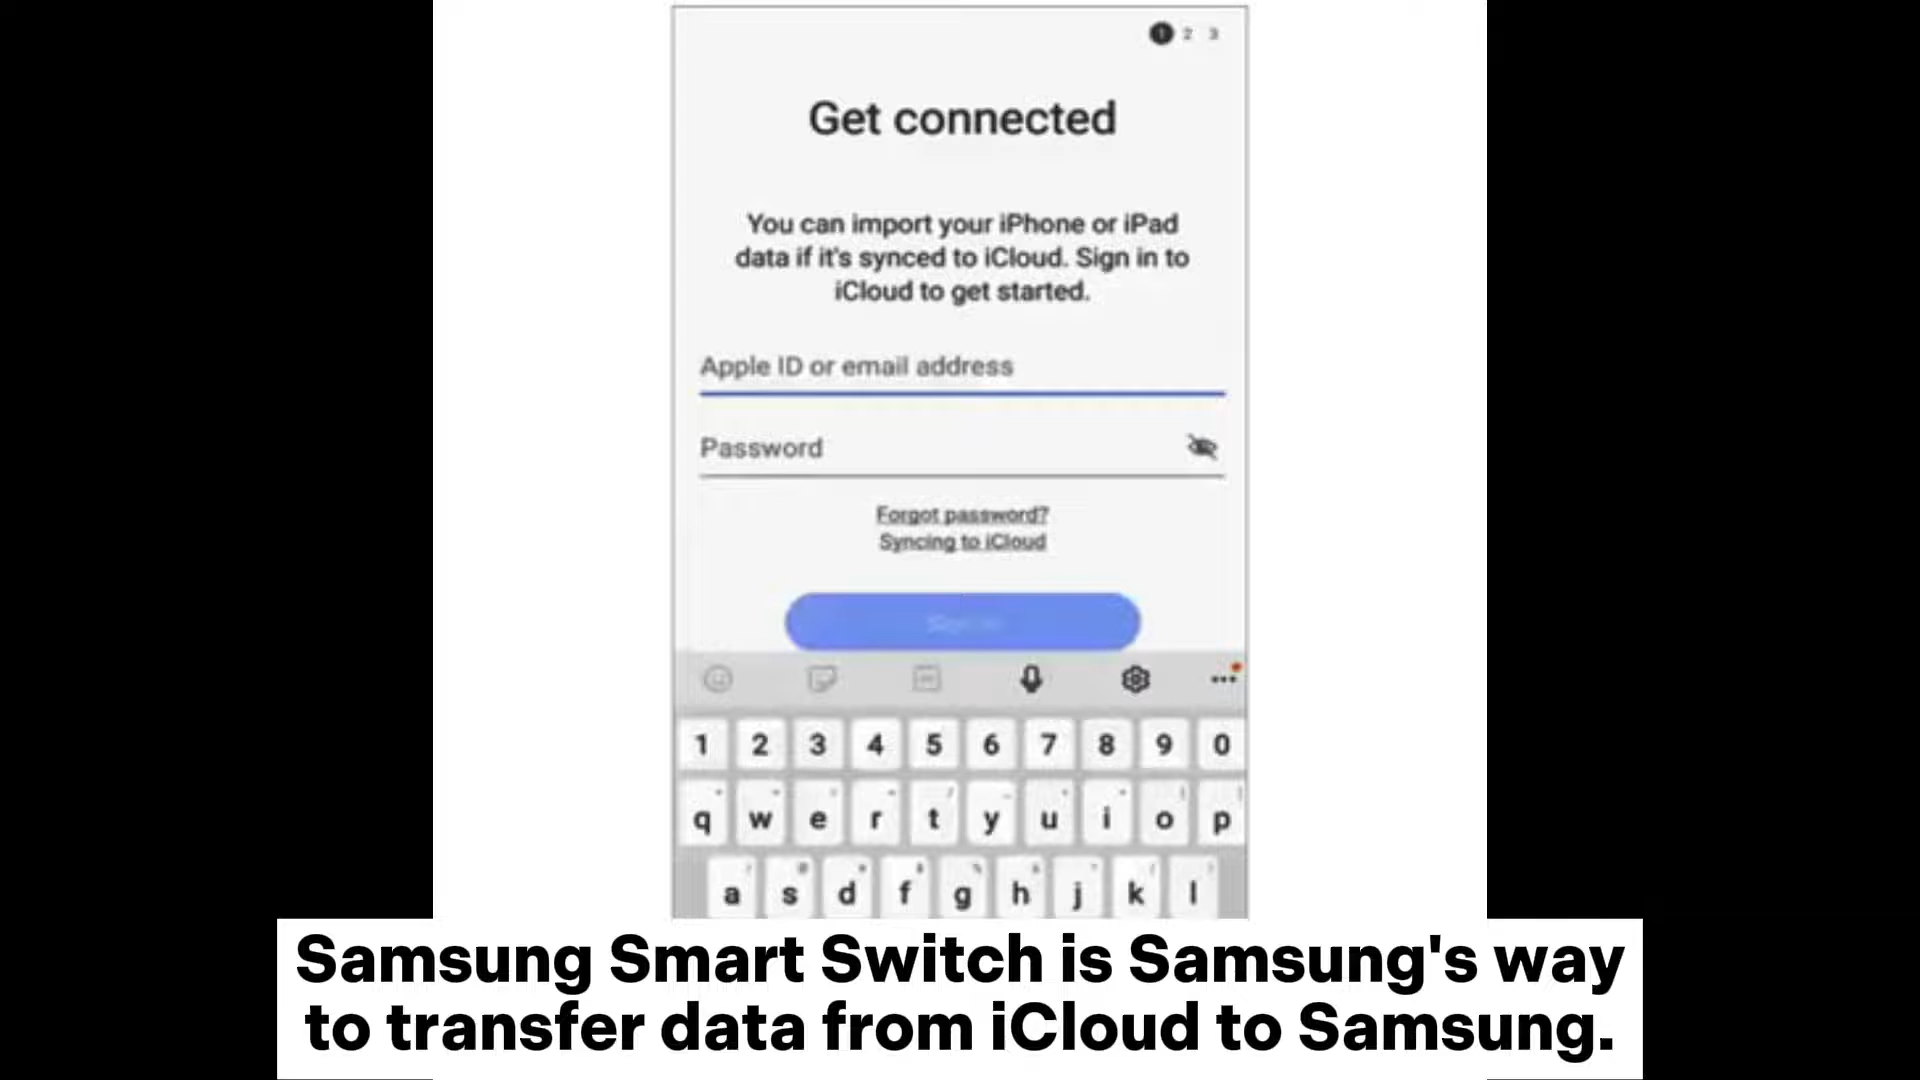 1 2 3
Get connected
You can import your iPhone or iPad
data if it's synced to iCloud. Sign in to
iCloud to get started.
Apple ID or email address
Password
Forgot password?
Syncing to iCloud
1 2 3 4 5 6 7 8 9 0
q w e r t y u i o p
a s d f g h j k l
Samsung Smart Switch is Samsung's way
to transfer data from iCloud to Samsung.